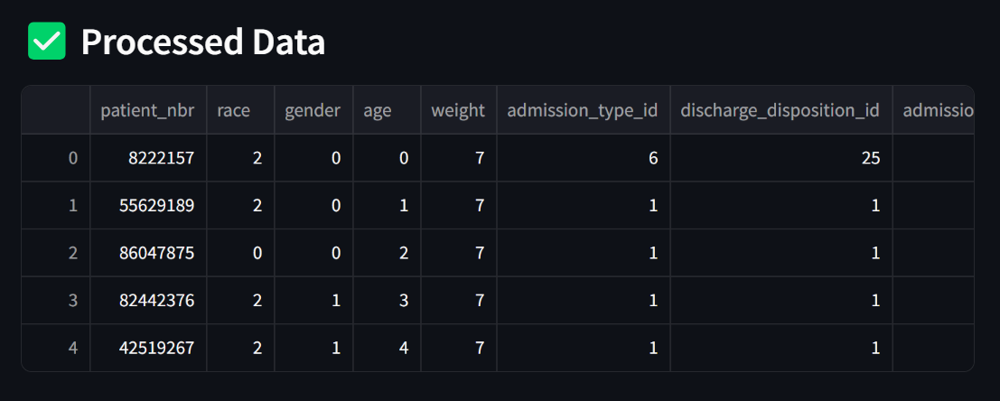 ✅ Processed Data
patient_nbr race gender age weight admission_type_id discharge_disposition_id admissio
0 8222157 2 0 0 7 6 25
1 55629189 2 0 1 7 1 1
2 86047875 0 0 2 7 1 1
3 82442376 2 1 3 7 1 1
4 42519267 2 1 4 7 1 1